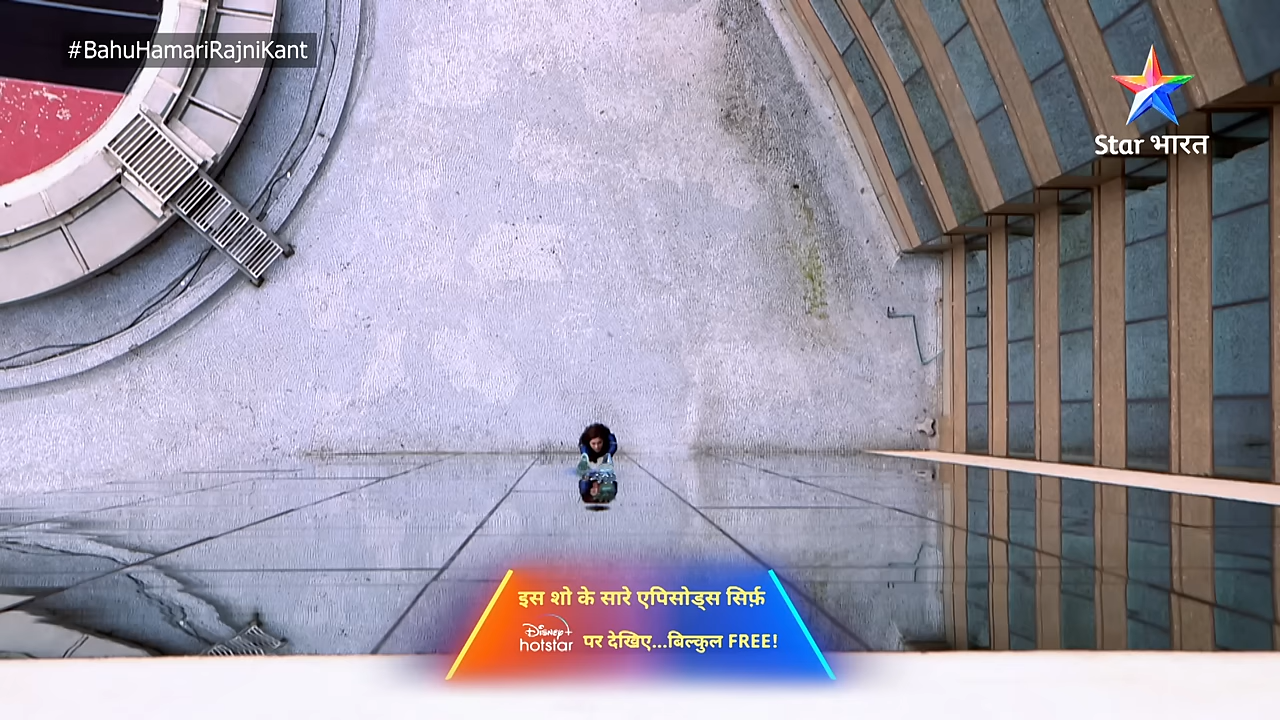 #BahuHamariRajniKant
Star भारत
इस शो के सारे एपिसोड्स सिर्फ़
Disney+ hotstar पर देखिए...बिल्कुल FREE!